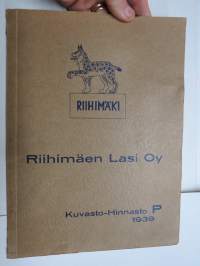 RIIHIMÄKI
Riihimäen Lasi Oy
Kuvasto-Hinnasto P
1939